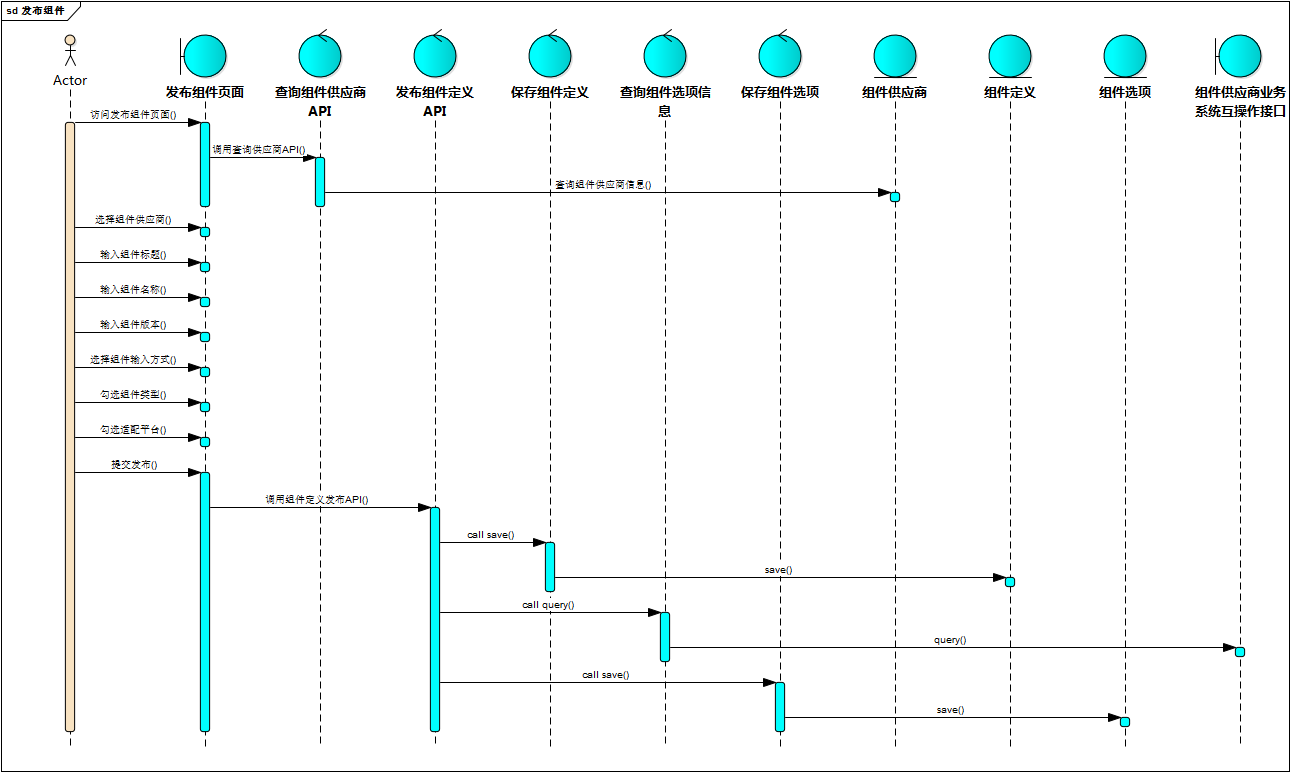 sd 发布组件
Actor
发布组件页面
查询组件供应商
API
发布组件定义
API
保存组件定义
查询组件选项信
息
保存组件选项
组件供应商
组件定义
组件选项
组件供应商业务
系统互操作接口
访问发布组件页面()
调用查询供应商API()
查询组件供应商信息()
选择组件供应商()
输入组件标题()
输入组件名称()
输入组件版本()
选择组件输入方式()
勾选组件类型()
勾选适配平台()
提交发布()
调用组件定义发布API()
call save()
save()
call query()
query()
call save()
save()